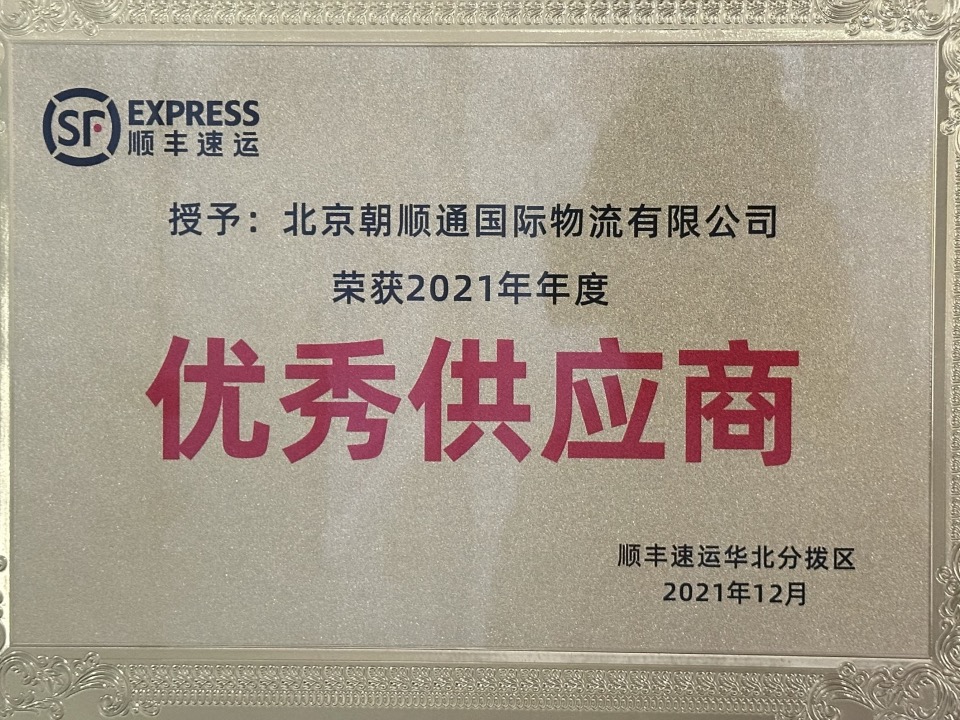 SF EXPRESS
顺丰速运
授予：北京朝顺通国际物流有限公司
荣获2021年年度
优秀供应商
顺丰速运华北分拨区
2021年12月